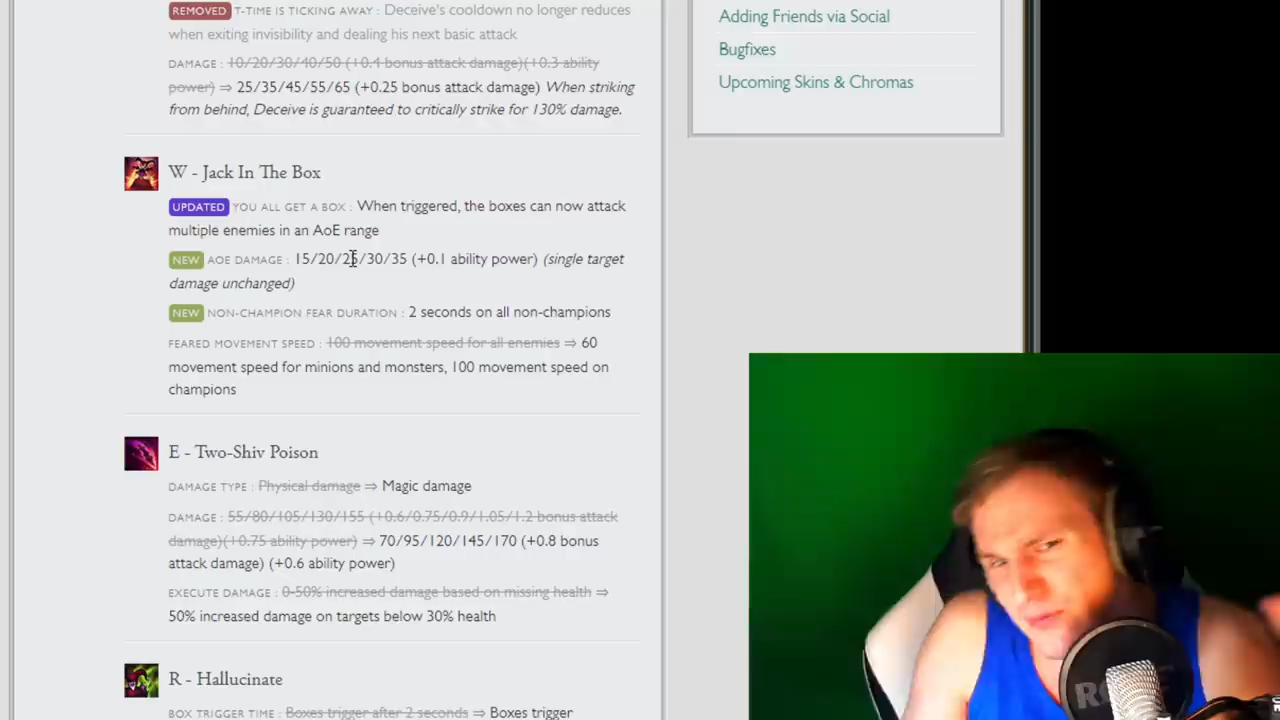 REMOVED T-TIME IS TICKING AWAY : Deceive's cooldown no longer reduces
when exiting invisibility and dealing his next basic attack
DAMAGE : 10/20/30/40/50 (+0.4 bonus attack damage)(+0.3 ability
power) ⇒ 25/35/45/55/65 (+0.25 bonus attack damage) When striking
from behind, Deceive is guaranteed to critically strike for 130% damage.
W - Jack In The Box
UPDATED YOU ALL GET A BOX : When triggered, the boxes can now attack
multiple enemies in an AoE range
NEW AOE DAMAGE : 15/20/25/30/35 (+0.1 ability power) (single target
damage unchanged)
NEW NON-CHAMPION FEAR DURATION : 2 seconds on all non-champions
FEARED MOVEMENT SPEED : 100 movement speed for all enemies ⇒ 60
movement speed for minions and monsters, 100 movement speed on
champions
E - Two-Shiv Poison
DAMAGE TYPE : Physical damage ⇒ Magic damage
DAMAGE : 55/80/105/130/155 (+0.6/0.75/0.9/1.05/1.2 bonus attack
damage)(+0.75 ability power) ⇒ 70/95/120/145/170 (+0.8 bonus
attack damage) (+0.6 ability power)
EXECUTE DAMAGE : 0-50% increased damage based on missing health ⇒
50% increased damage on targets below 30% health
R - Hallucinate
BOX TRIGGER TIME : Boxes trigger after 2 seconds ⇒ Boxes trigger
Adding Friends via Social
Bugfixes
Upcoming Skins & Chromas